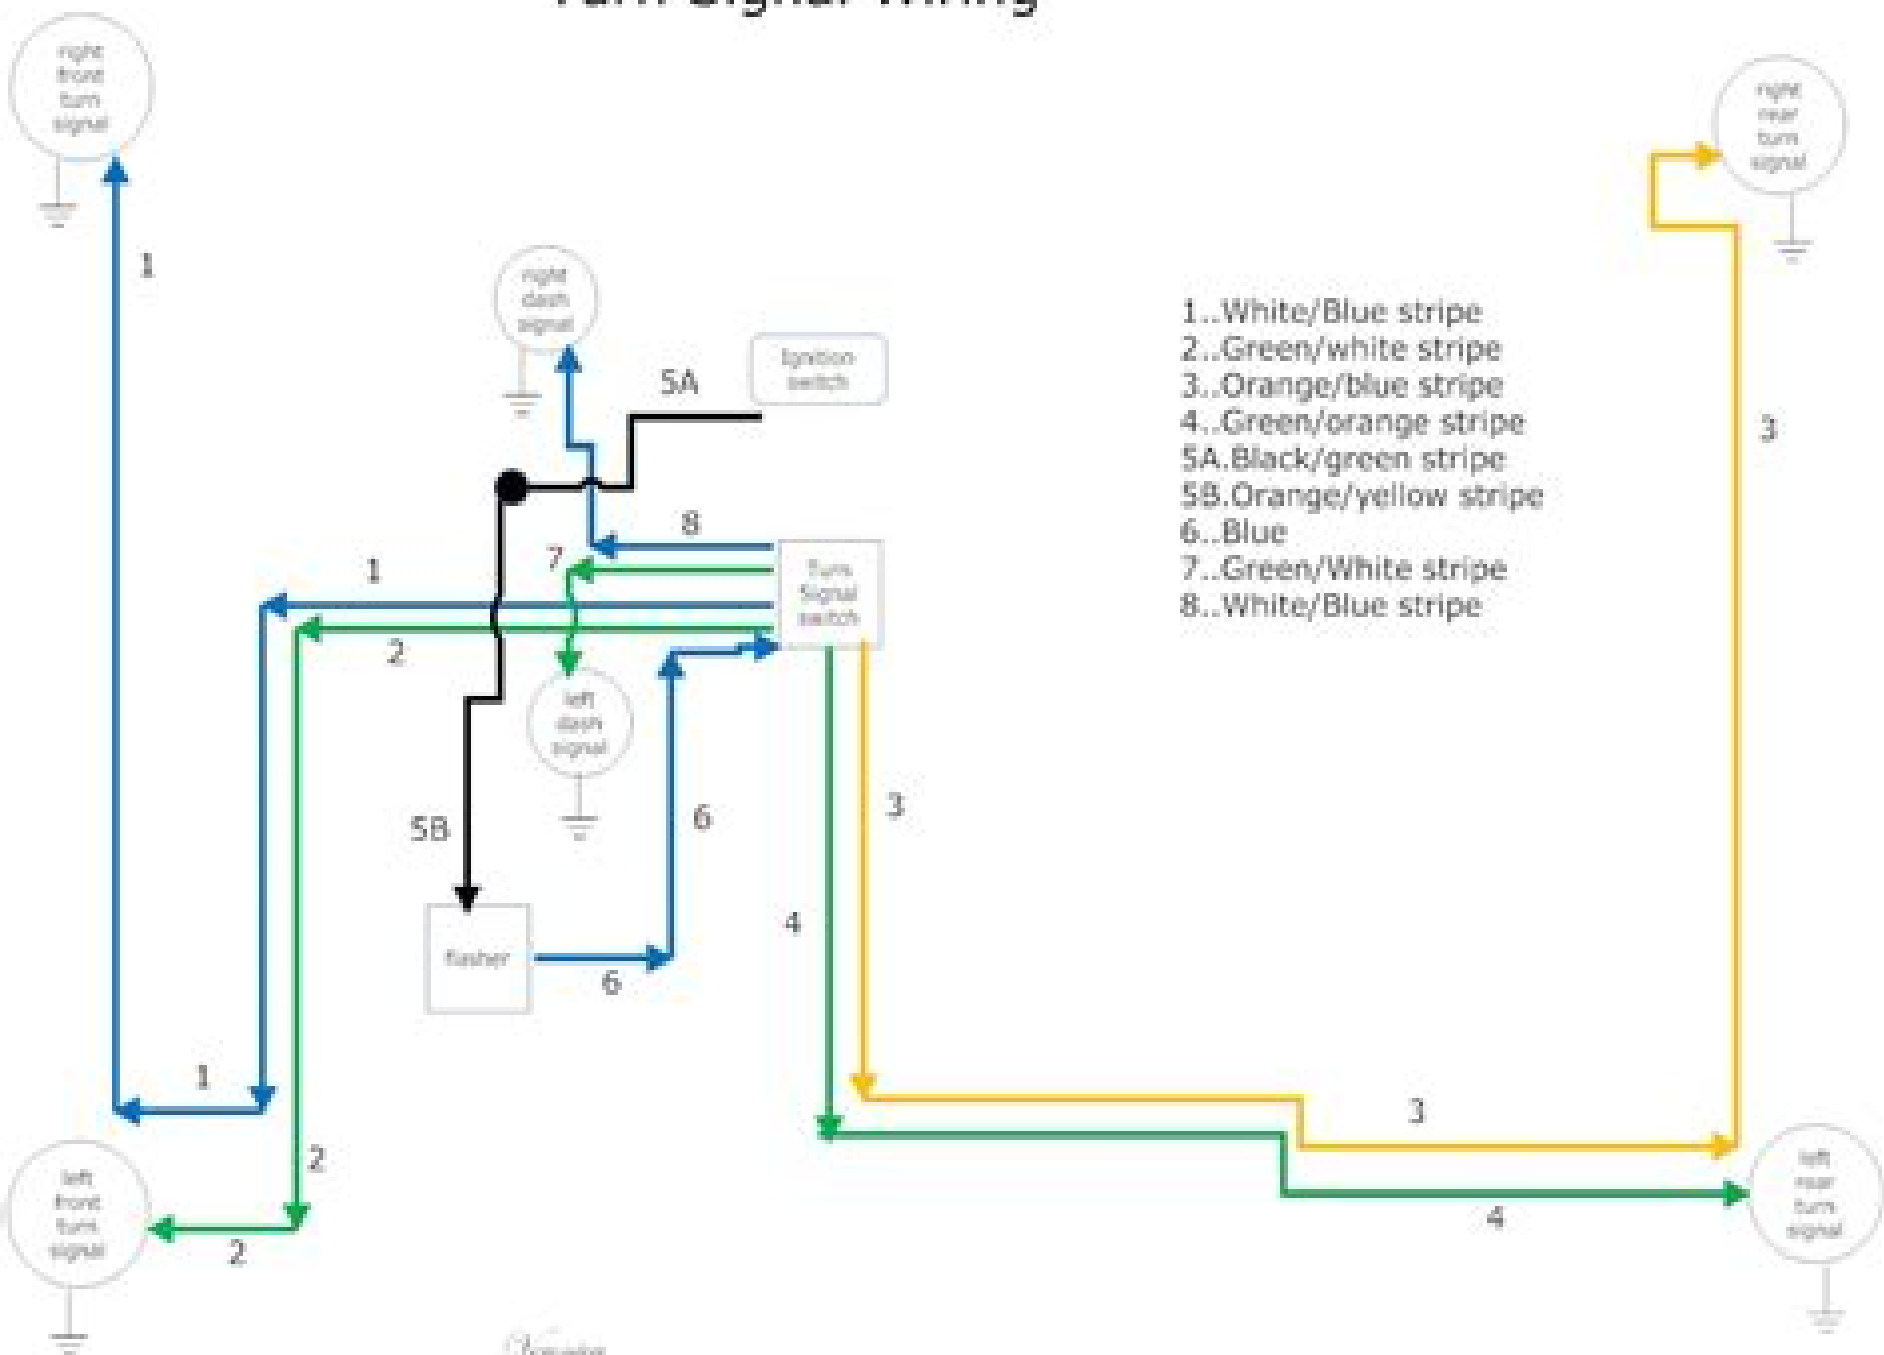 Turn Signal Wiring
right
front
turn
signal
right
rear
turn
signal
1
right
dash
signal
Ignition
switch
5A
1..White/Blue stripe
2..Green/white stripe
3..Orange/blue stripe
4..Green/orange stripe
5A.Black/green stripe
5B.Orange/yellow stripe
6..Blue
7..Green/White stripe
8..White/Blue stripe
3
8
7
1
Turn
Signal
switch
2
left
dash
signal
5B
6
3
4
flasher
6
1
3
2
left
front
turn
signal
2
left
rear
turn
signal
4